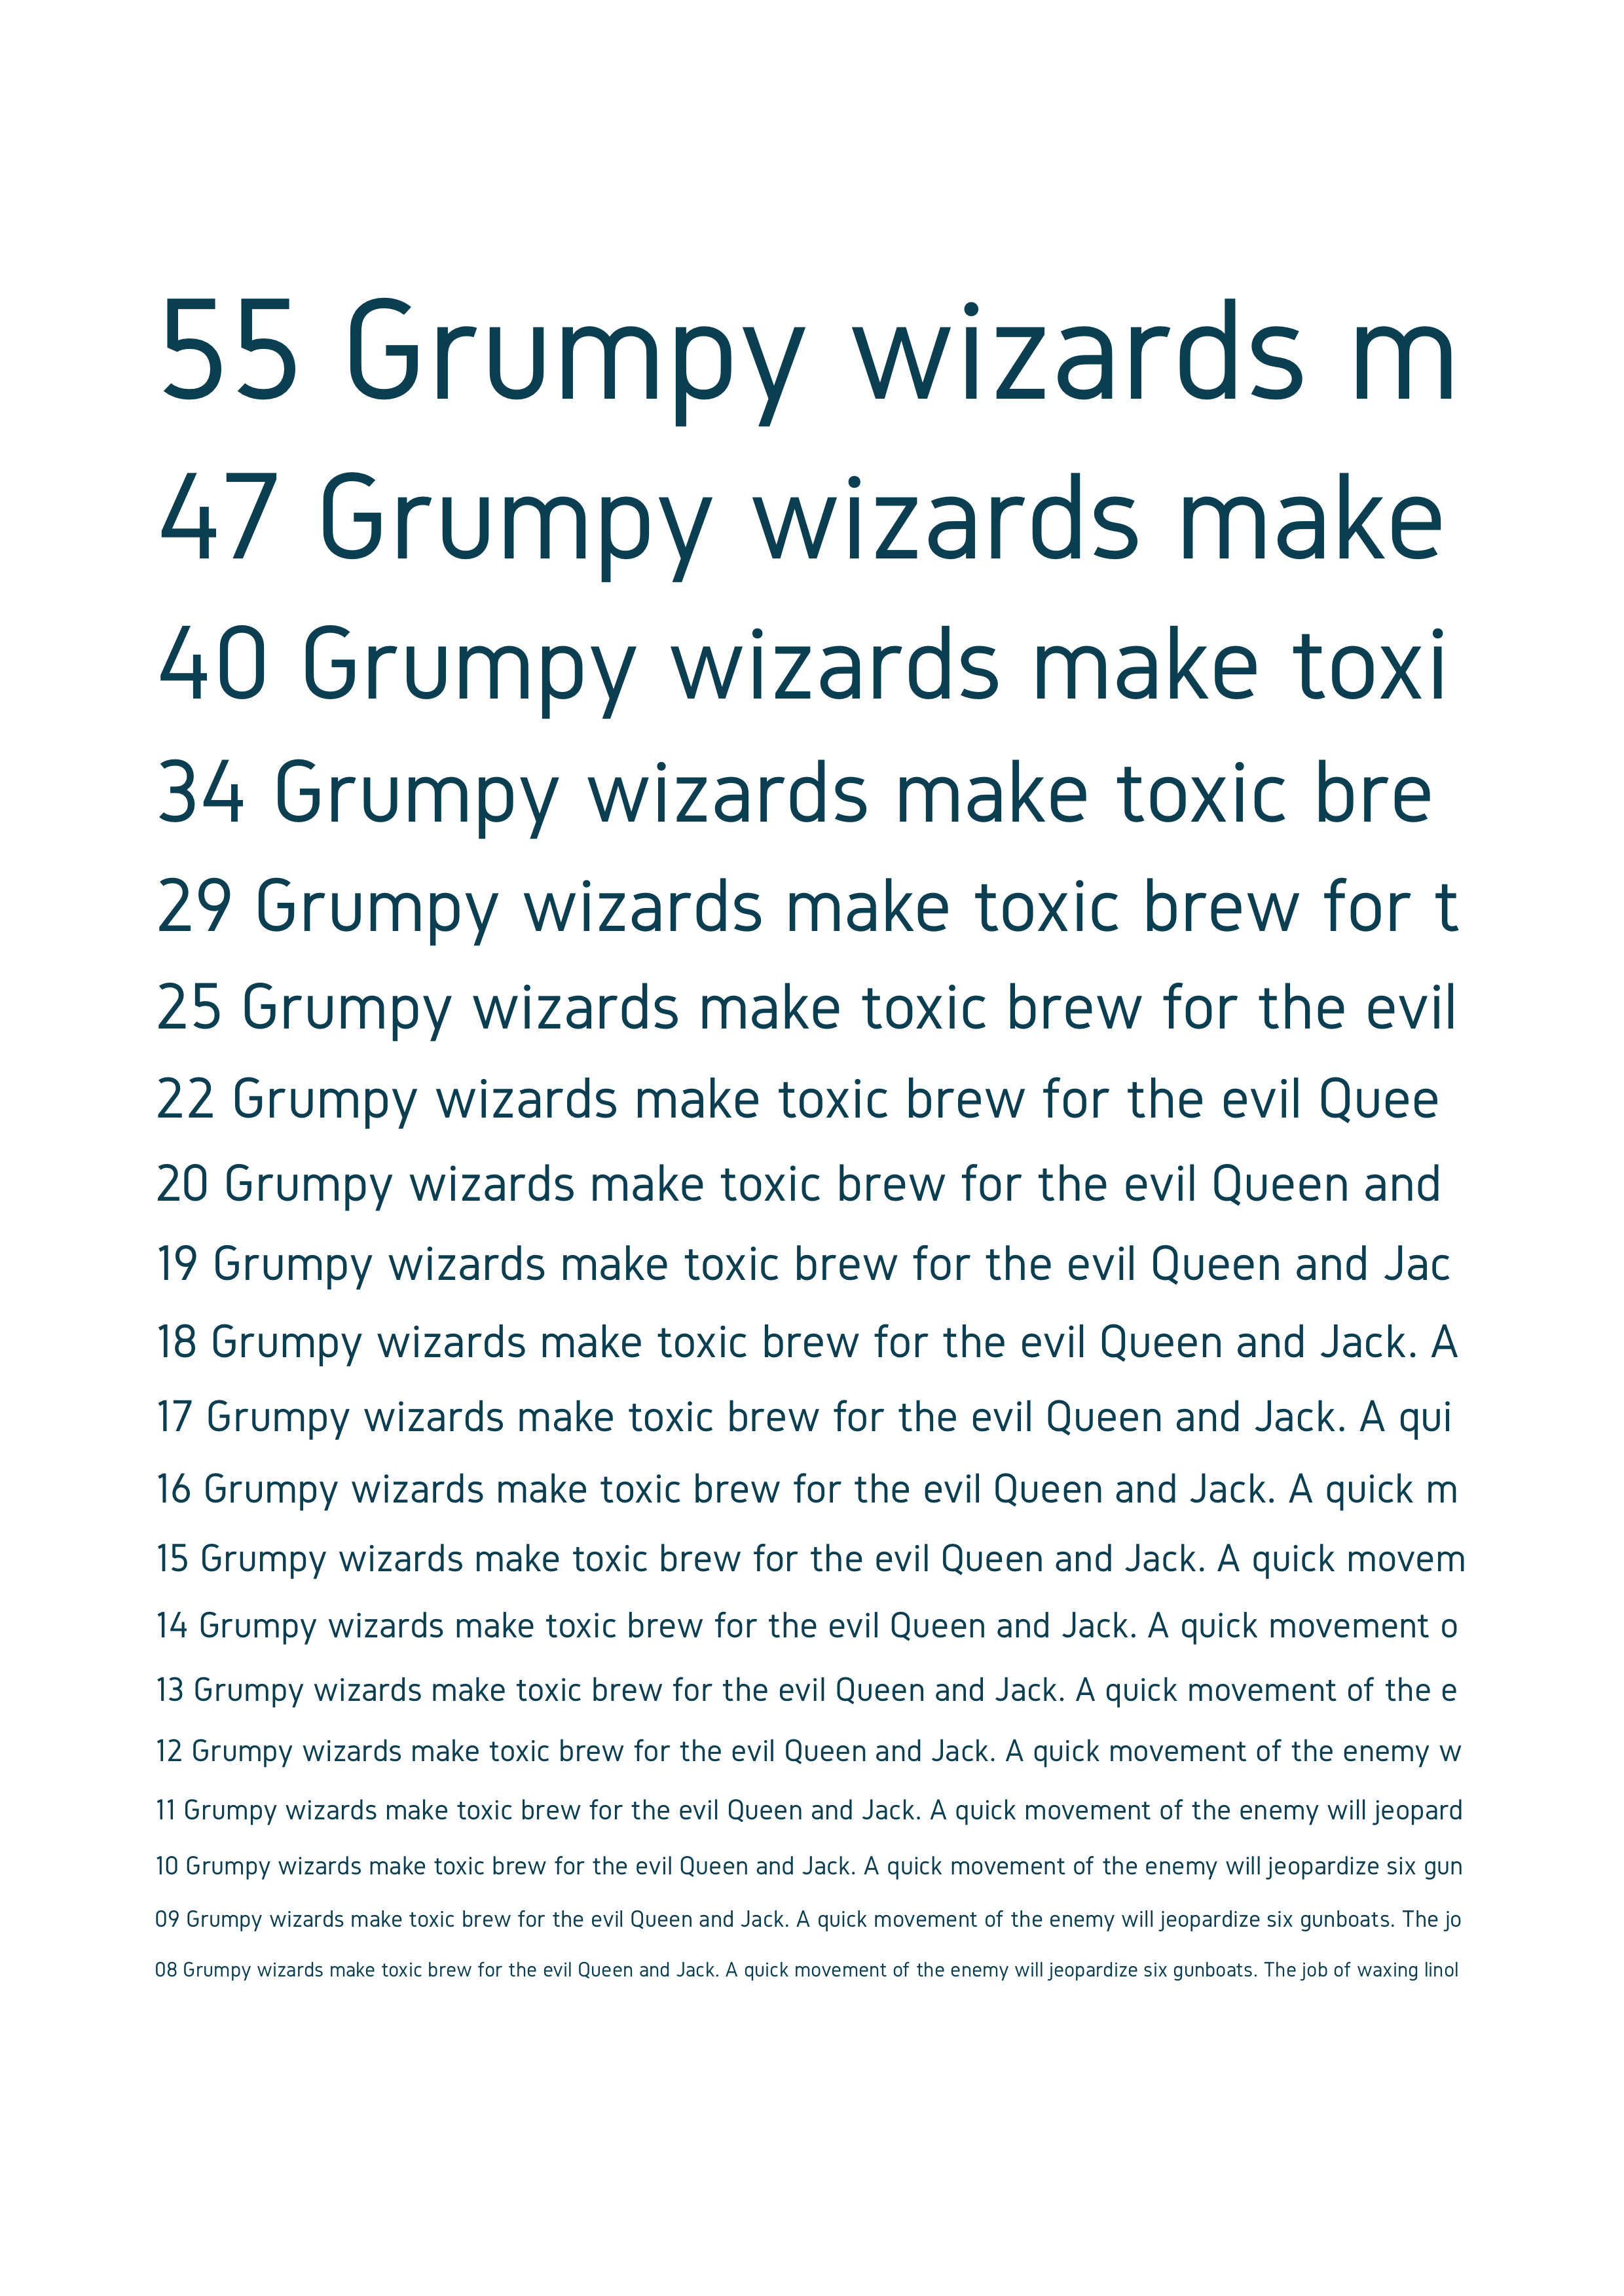 55 Grumpy wizards m
47 Grumpy wizards make
40 Grumpy wizards make toxi
34 Grumpy wizards make toxic bre
29 Grumpy wizards make toxic brew for t
25 Grumpy wizards make toxic brew for the evil
22 Grumpy wizards make toxic brew for the evil Quee
20 Grumpy wizards make toxic brew for the evil Queen and
19 Grumpy wizards make toxic brew for the evil Queen and Jac
18 Grumpy wizards make toxic brew for the evil Queen and Jack. A
17 Grumpy wizards make toxic brew for the evil Queen and Jack. A qui
16 Grumpy wizards make toxic brew for the evil Queen and Jack. A quick m
15 Grumpy wizards make toxic brew for the evil Queen and Jack. A quick movem
14 Grumpy wizards make toxic brew for the evil Queen and Jack. A quick movement o
13 Grumpy wizards make toxic brew for the evil Queen and Jack. A quick movement of the e
12 Grumpy wizards make toxic brew for the evil Queen and Jack. A quick movement of the enemy w
11 Grumpy wizards make toxic brew for the evil Queen and Jack. A quick movement of the enemy will jeopard
10 Grumpy wizards make toxic brew for the evil Queen and Jack. A quick movement of the enemy will jeopardize six gun
09 Grumpy wizards make toxic brew for the evil Queen and Jack. A quick movement of the enemy will jeopardize six gunboats. The jo
08 Grumpy wizards make toxic brew for the evil Queen and Jack. A quick movement of the enemy will jeopardize six gunboats. The job of waxing linol